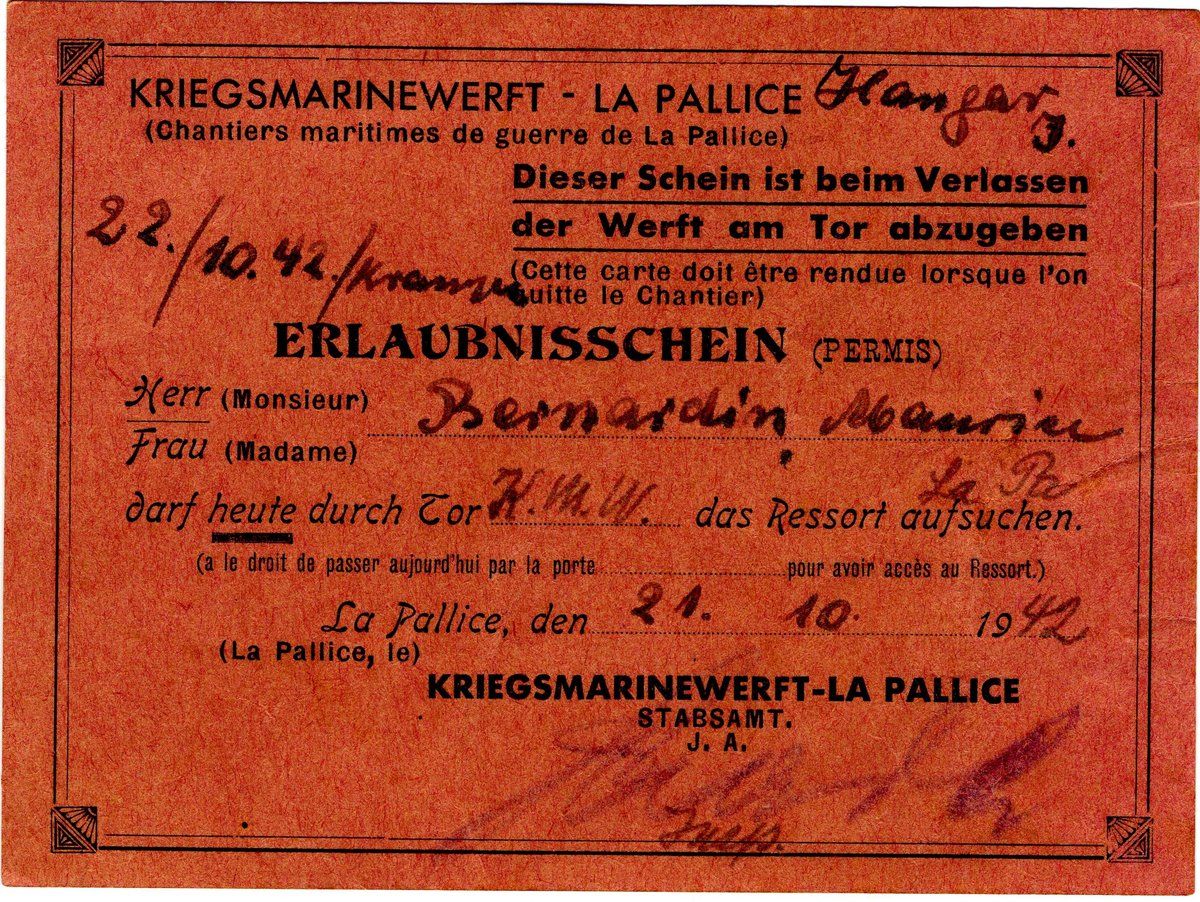 KRIEGSMARINEWERFT - LA PALLICE Hangar
(Chantiers maritimes de guerre de La Pallice) J.
Dieser Schein ist beim Verlassen
der Werft am Tor abzugeben
22./10.42./
(Cette carte doit être rendue lorsque l'on
quitte le Chantier)
ERLAUBNISSCHEIN (PERMIS)
Herr (Monsieur) Bernardin, Maurice
Frau (Madame)
La
darf heute durch Tor K.M.W. das Ressort aufsuchen.
(a le droit de passer aujourd'hui par la porte pour avoir accès au Ressort.)
La Pallice, den 21. 10. 1942
(La Pallice, le)
KRIEGSMARINEWERFT-LA PALLICE
STABSAMT.
J. A.